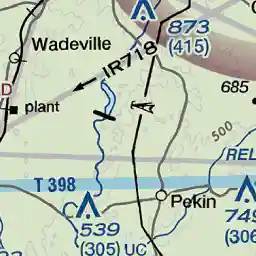 873
(415)
Wadeville
IR718
685
D
plant
500
(REL
T 398
Pekin
C
539
(305) UC
749
(306